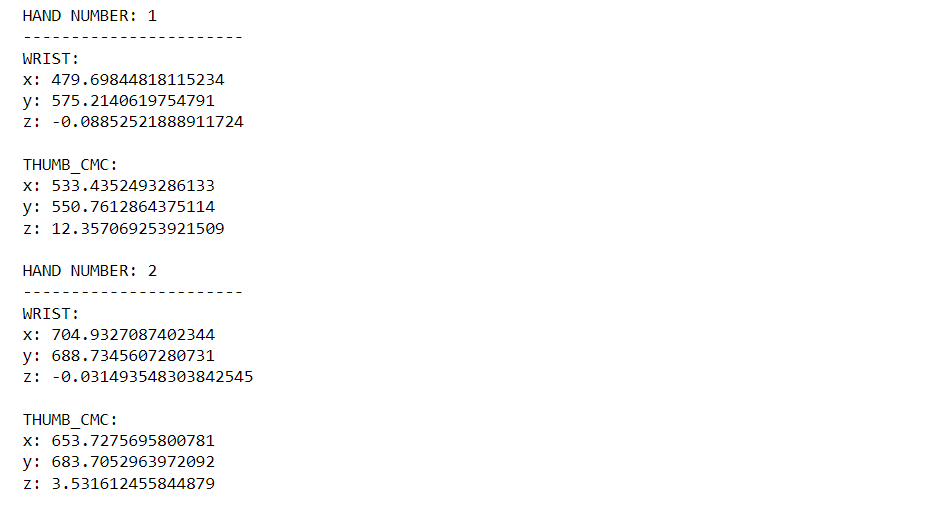 HAND NUMBER: 1
-----------------------
WRIST:
x: 479.69844818115234
y: 575.2140619754791
z: -0.08852521888911724
THUMB_CMC:
x: 533.4352493286133
y: 550.7612864375114
z: 12.357069253921509
HAND NUMBER: 2
-----------------------
WRIST:
x: 704.9327087402344
y: 688.7345607280731
z: -0.031493548303842545
THUMB_CMC:
x: 653.7275695800781
y: 683.7052963972092
z: 3.531612455844879